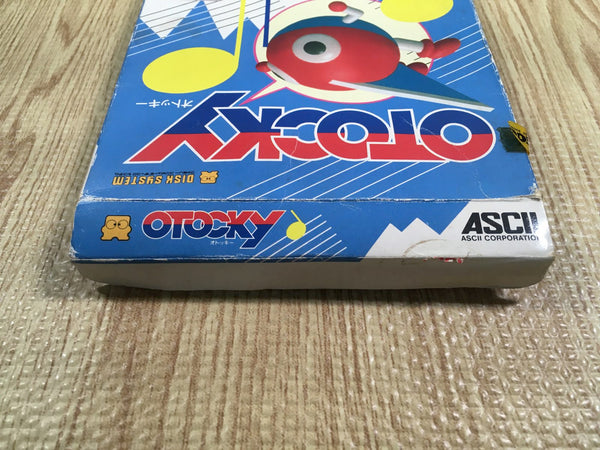 オトッキー
OTOCKY
DISK SYSTEM
OTOCKY
オトッキー
ASCII
ASCII CORPORATION